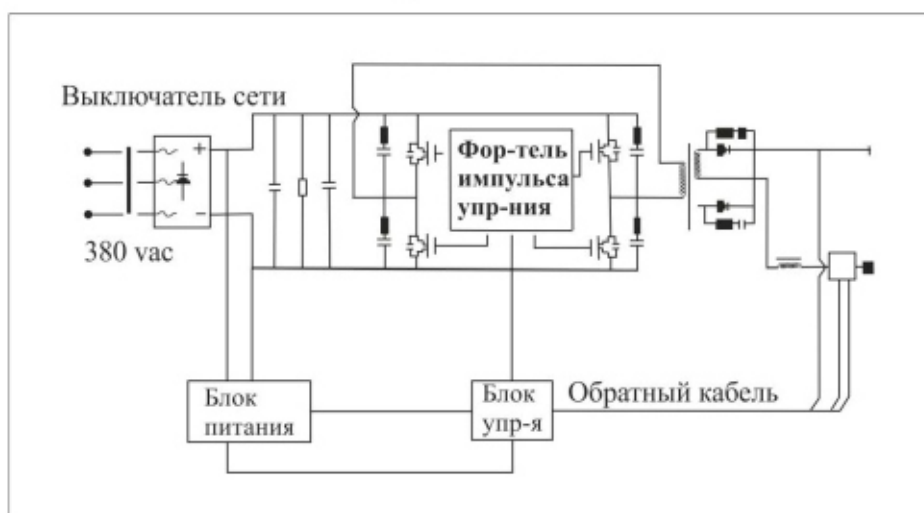 Выключатель сети
+
Фор-тель
импульса
упр-ния
−
380 vac
Блок
питания
Блок
упр-я
Обратный кабель